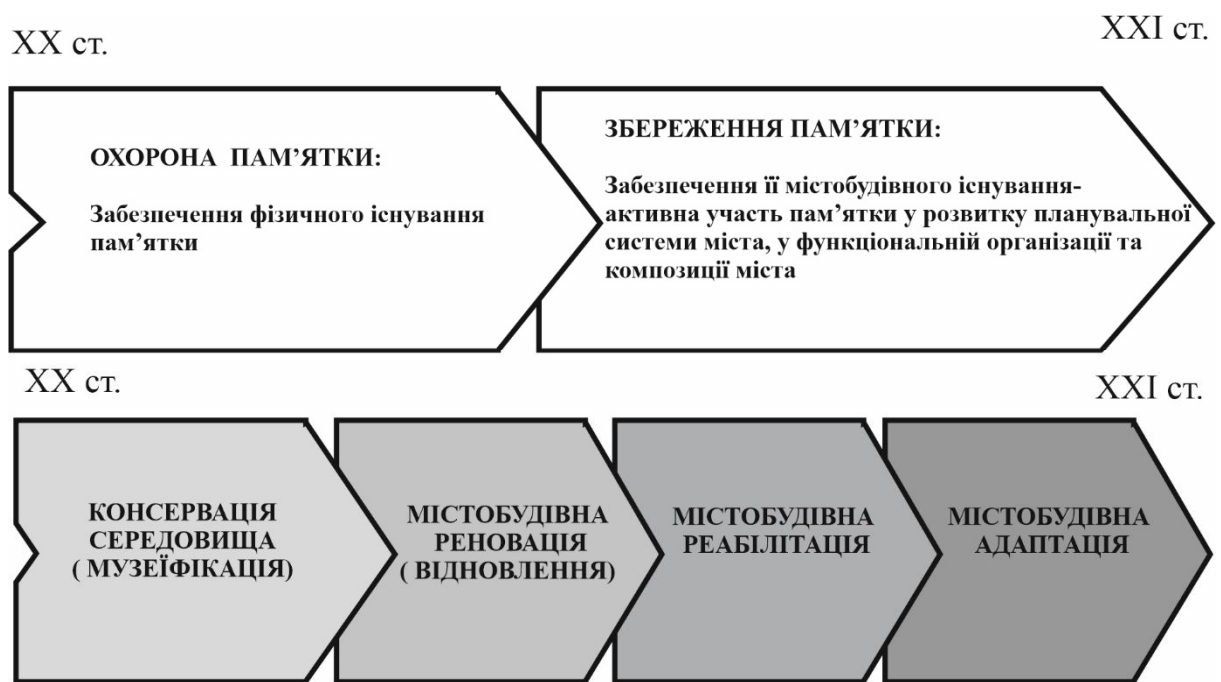 XX ст.
XXI ст.
ОХОРОНА ПАМ’ЯТКИ:
Забезпечення фізичного існування
пам’ятки
ЗБЕРЕЖЕННЯ ПАМ’ЯТКИ:
Забезпечення її містобудівного існування-
активна участь пам’ятки у розвитку планувальної
системи міста, у функціональній організації та
композиції міста
XX ст.
XXI ст.
КОНСЕРВАЦІЯ
СЕРЕДОВИЩА
( МУЗЕЇФІКАЦІЯ)
МІСТОБУДІВНА
РЕНОВАЦІЯ
( ВІДНОВЛЕННЯ)
МІСТОБУДІВНА
РЕАБІЛІТАЦІЯ
МІСТОБУДІВНА
АДАПТАЦІЯ